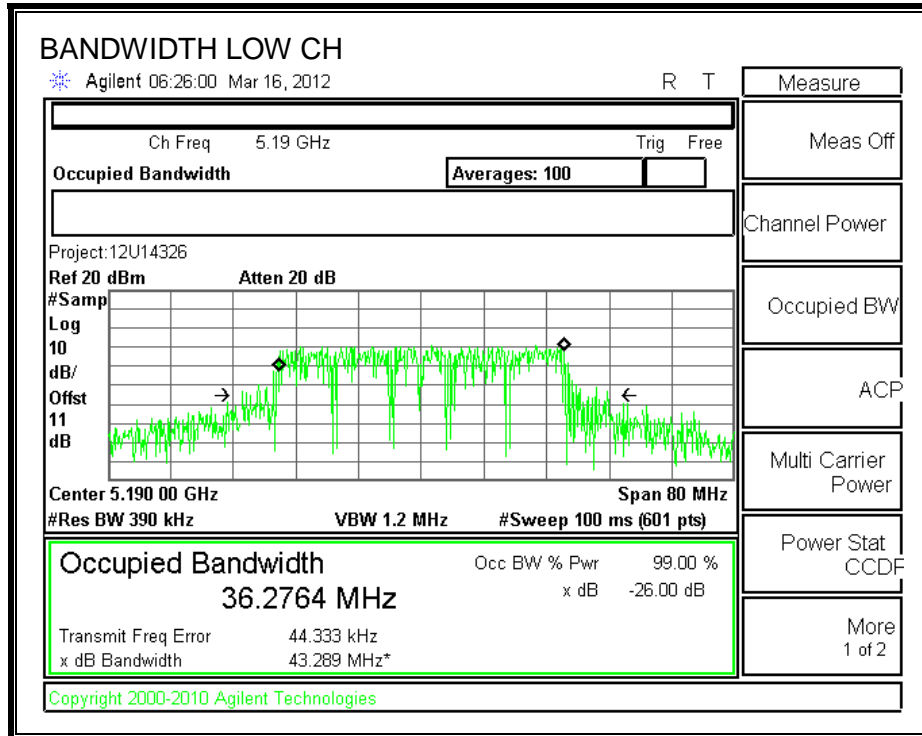 BANDWIDTH LOW CH
Agilent 06:26:00 Mar 16, 2012 R T
Measure
Ch Freq 5.19 GHz Trig Free
Meas Off
Occupied Bandwidth Averages: 100
Channel Power
Project:12U14326
Ref 20 dBm Atten 20 dB
#Samp
Log
10
dB/
Offst
11
dB
Occupied BW
ACP
Multi Carrier
Power
Center 5.190 00 GHz Span 80 MHz
#Res BW 390 kHz VBW 1.2 MHz #Sweep 100 ms (601 pts)
Power Stat
CCDF
Occupied Bandwidth Occ BW % Pwr 99.00 %
36.2764 MHz x dB -26.00 dB
Transmit Freq Error 44.333 kHz
x dB Bandwidth 43.289 MHz*
More
1 of 2
Copyright 2000-2010 Agilent Technologies